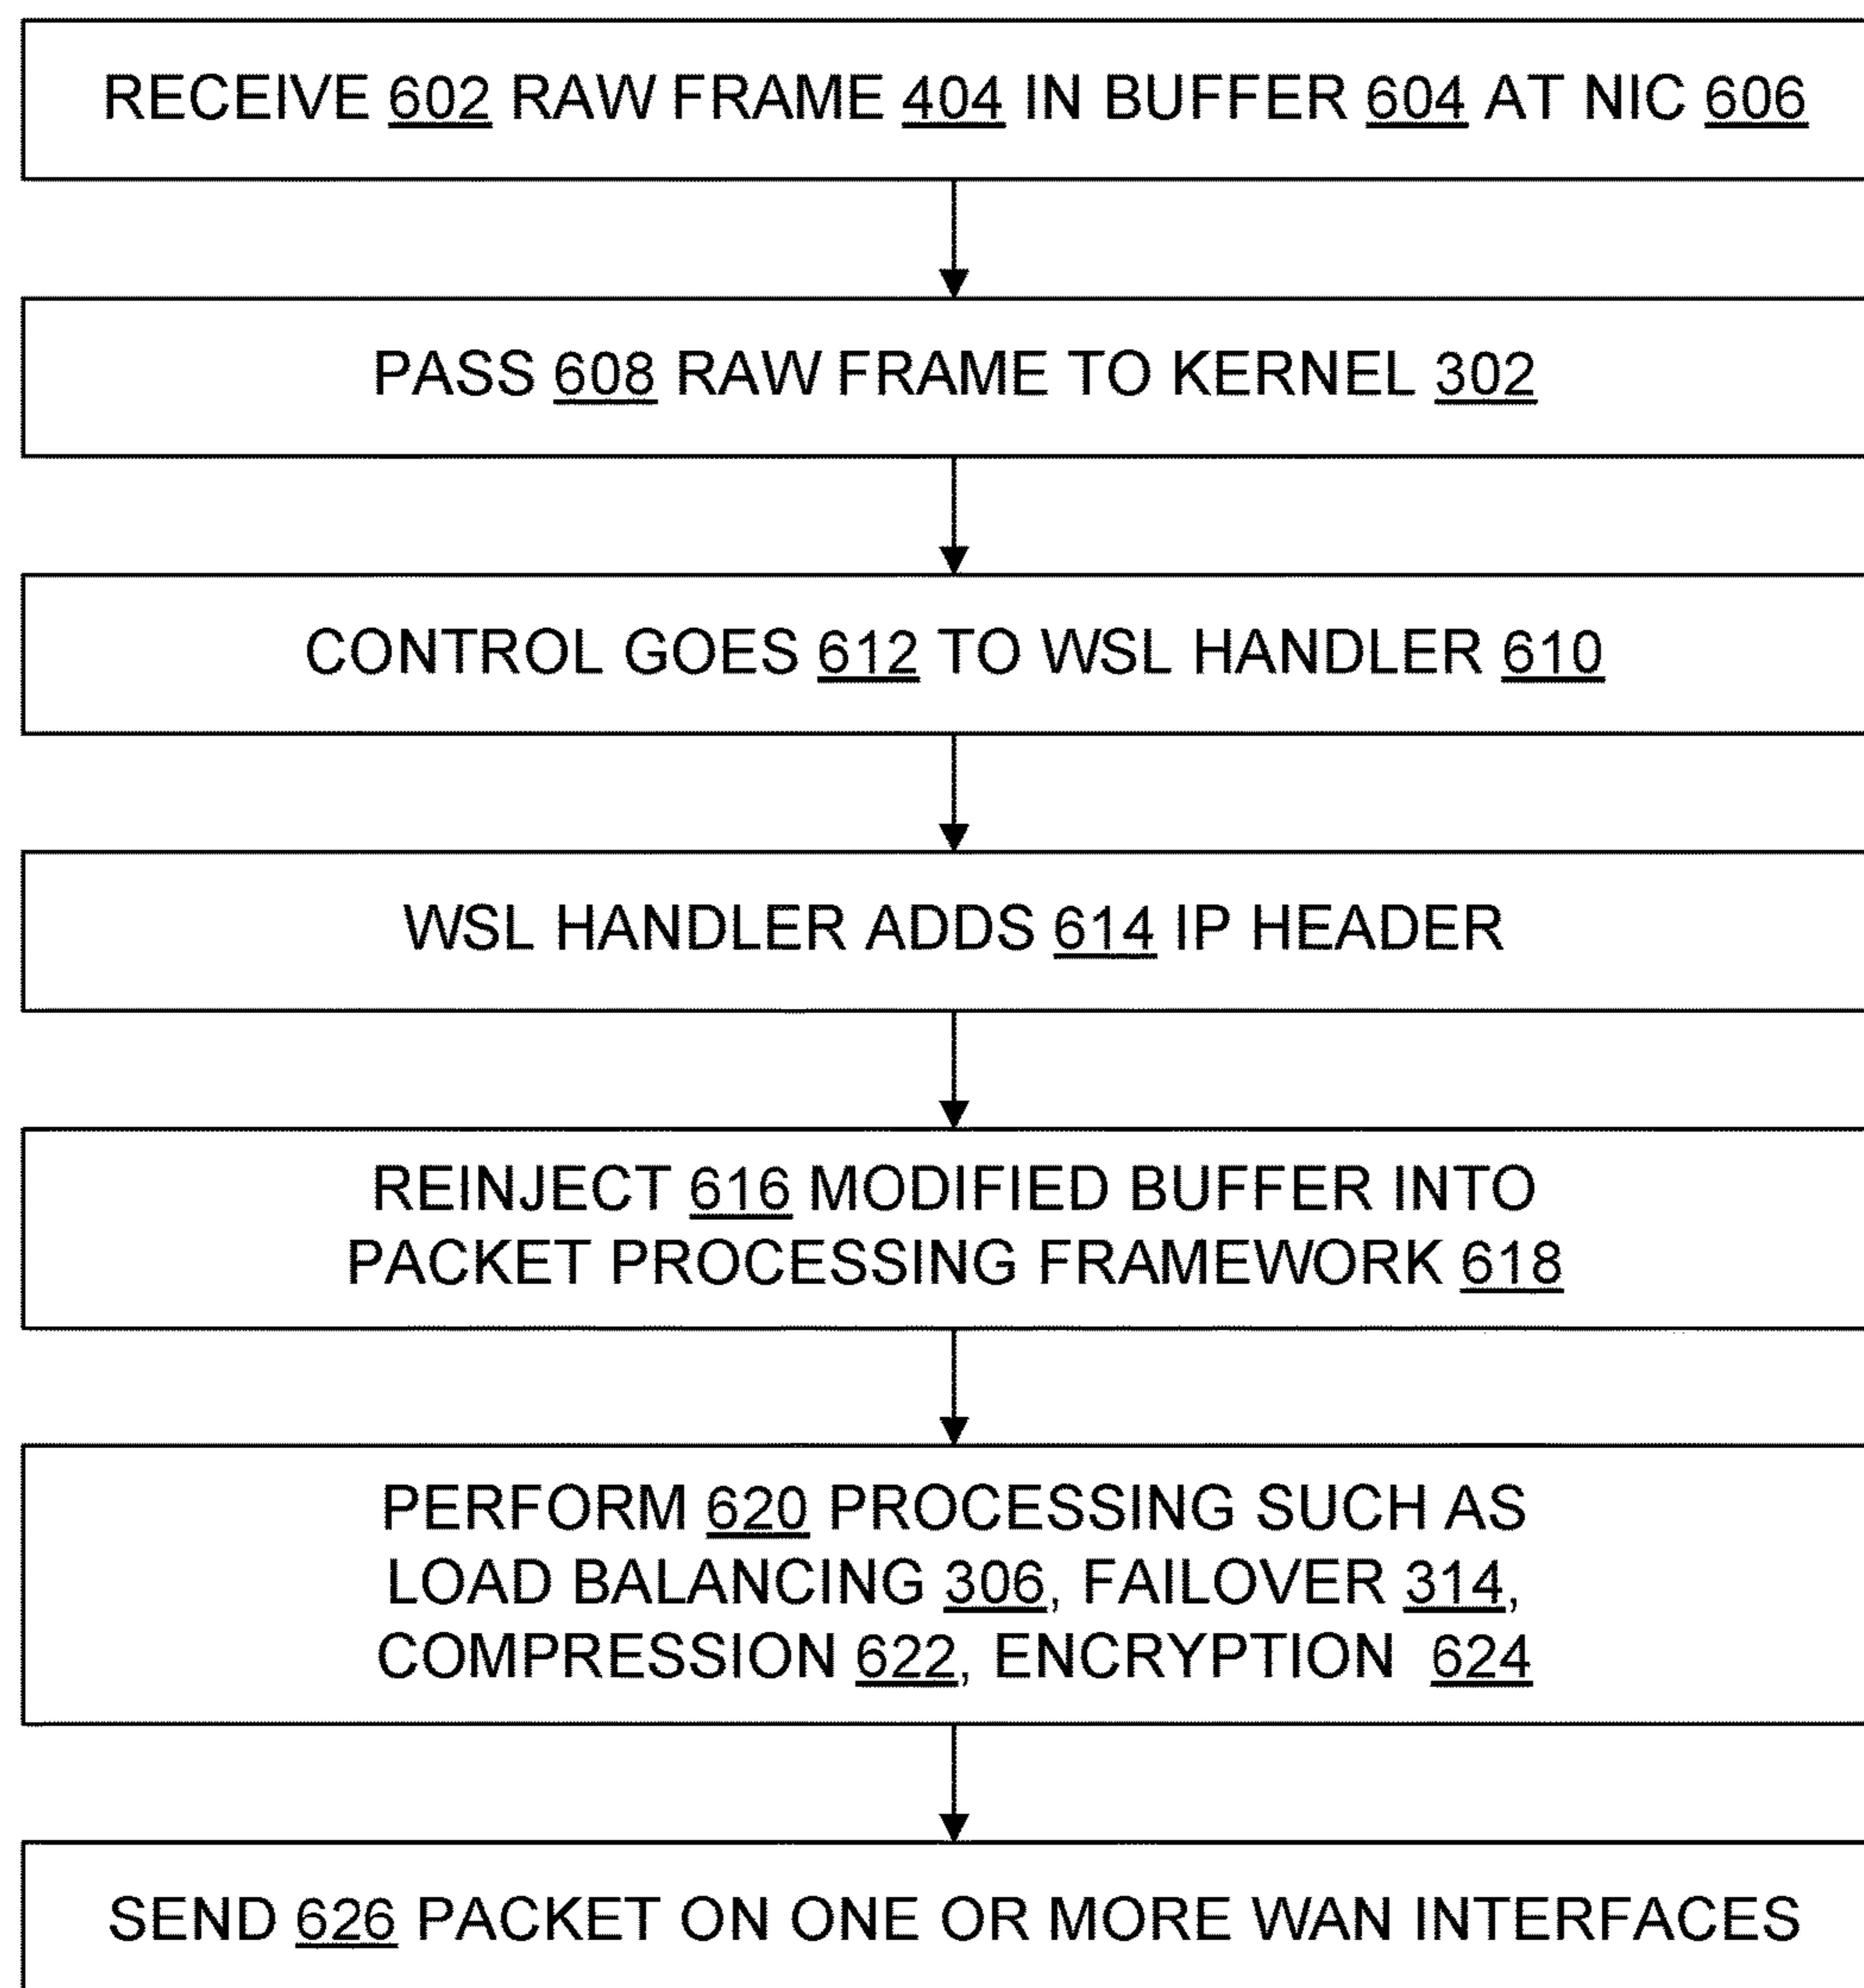 RECEIVE 602 RAW FRAME 404 IN BUFFER 604 AT NIC 606
PASS 608 RAW FRAME TO KERNEL 302
CONTROL GOES 612 TO WSL HANDLER 610
WSL HANDLER ADDS 614 IP HEADER
REINJECT 616 MODIFIED BUFFER INTO
PACKET PROCESSING FRAMEWORK 618
PERFORM 620 PROCESSING SUCH AS
LOAD BALANCING 306, FAILOVER 314,
COMPRESSION 622, ENCRYPTION 624
SEND 626 PACKET ON ONE OR MORE WAN INTERFACES